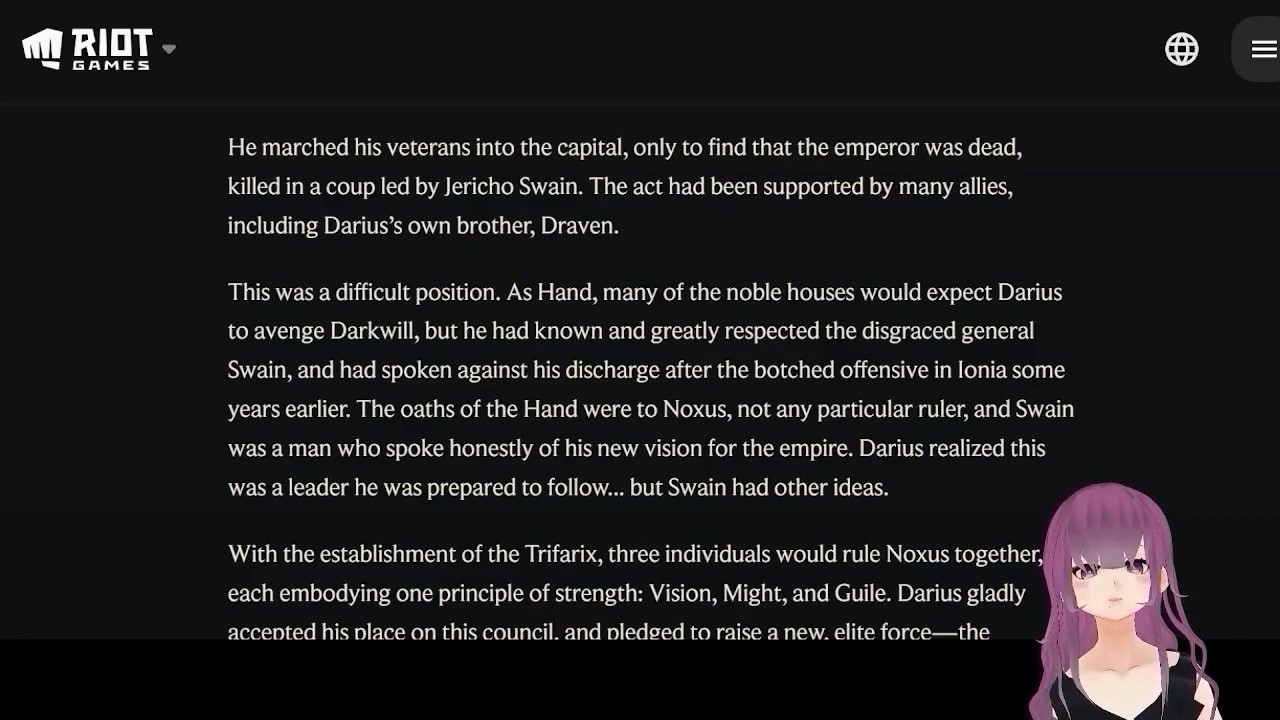 RIOT
GAMES
He marched his veterans into the capital, only to find that the emperor was dead,
killed in a coup led by Jericho Swain. The act had been supported by many allies,
including Darius’s own brother, Draven.
This was a difficult position. As Hand, many of the noble houses would expect Darius
to avenge Darkwill, but he had known and greatly respected the disgraced general
Swain, and had spoken against his discharge after the botched offensive in Ionia some
years earlier. The oaths of the Hand were to Noxus, not any particular ruler, and Swain
was a man who spoke honestly of his new vision for the empire. Darius realized this
was a leader he was prepared to follow... but Swain had other ideas.
With the establishment of the Trifarix, three individuals would rule Noxus together,
each embodying one principle of strength: Vision, Might, and Guile. Darius gladly
accepted his place on this council, and pledged to raise a new, elite force—the